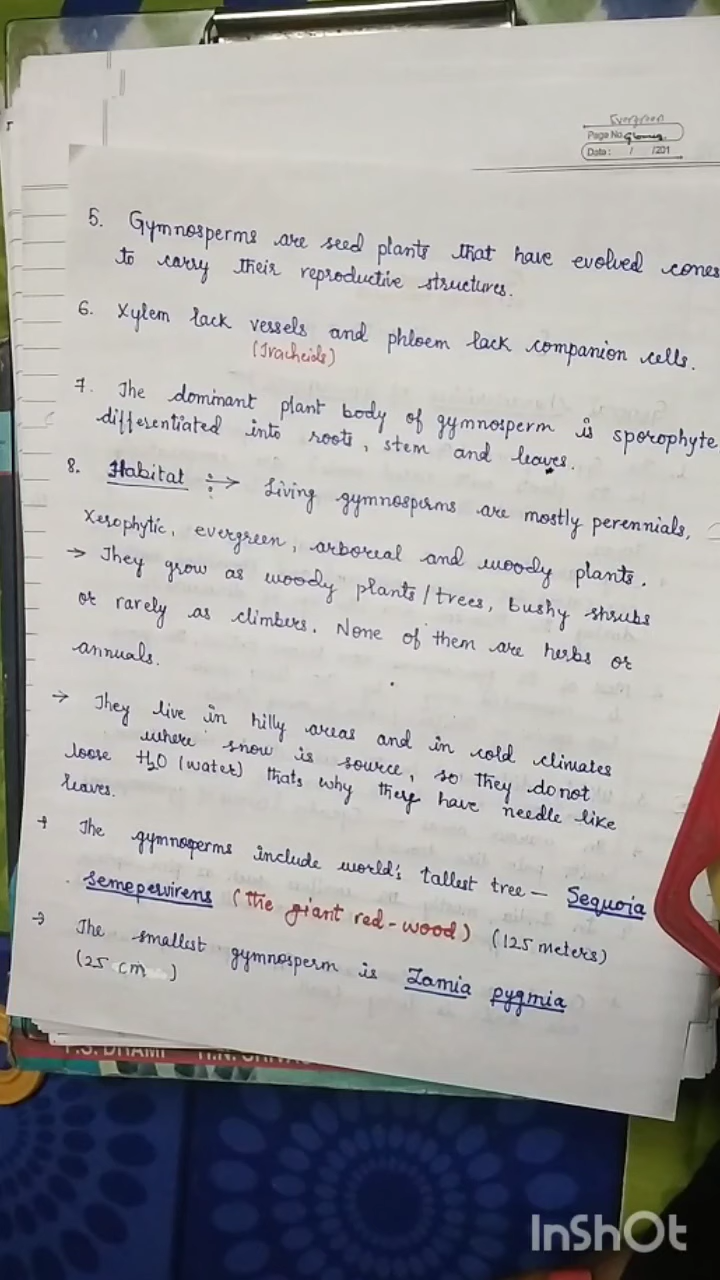 Evergreen
Page No.
Date: / /201
5. Gymnosperms are seed plants that have evolved cones
to carry their reproductive structures.
6. Xylem lack vessels and phloem lack companion cells.
(Tracheids)
7. The dominant plant body of gymnosperm is sporophyte,
differentiated into roots, stem and leaves.
8. Habitat ÷→ Living gymnosperms are mostly perennials,
Xerophytic, evergreen, arboreal and woody plants.
→ They grow as woody plants/trees, bushy shrubs
or rarely as climbers. None of them are herbs or
annuals.
→ They live in hilly areas and in cold climates
where snow is source, so they donot
loose H₂O (water) thats why they have needle like
leaves.
→ The gymnosperms include world's tallest tree — Sequoia
semepervirens (the giant red-wood) (125 meters)
→ The smallest gymnosperm is Zamia pygmia
(25 cm)
P.S. DHAMI
InShOt